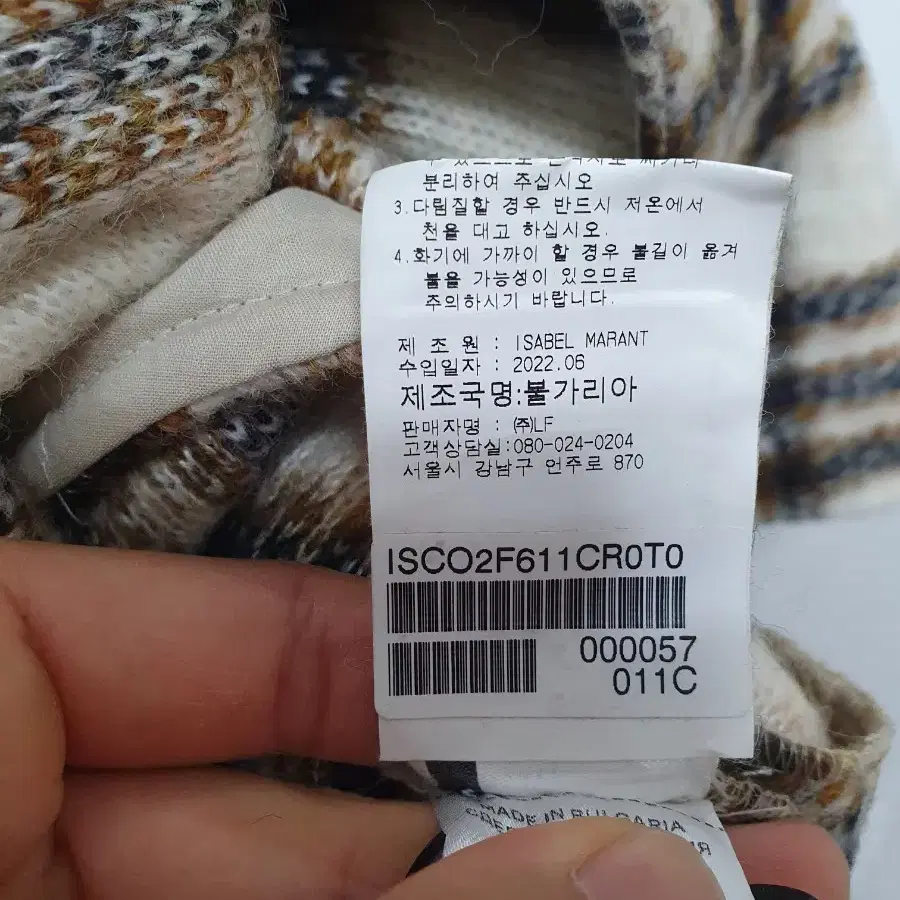 분리하여 주십시오
3.다림질할 경우 반드시 저온에서
천을 대고 하십시오.
4.화기에 가까이 할 경우 불길이 옮겨
붙을 가능성이 있으므로
주의하시기 바랍니다.
제 조 원 : ISABEL MARANT
수입일자 : 2022.06
제조국명:불가리아
판매자명 : ㈜LF
고객상담실:080-024-0204
서울시 강남구 언주로 870
ISCO2F611CR0T0
000057
011C
MADE IN BULGARIA